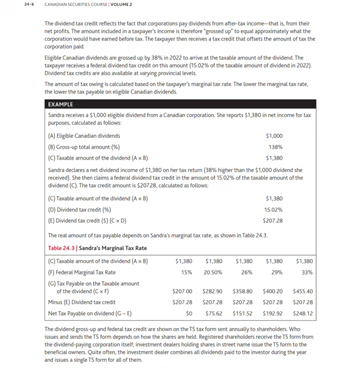 24•6 CANADIAN SECURITIES COURSE | VOLUME 2
The dividend tax credit reflects the fact that corporations pay dividends from after-tax income—that is, from their
net profits. The amount included in a taxpayer's income is therefore "grossed up" to equal approximately what the
corporation would have earned before tax. The taxpayer then receives a tax credit that offsets the amount of tax the
corporation paid.
Eligible Canadian dividends are grossed up by 38% in 2022 to arrive at the taxable amount of the dividend. The
taxpayer receives a federal dividend tax credit on this amount (15.02% of the taxable amount of dividend in 2022).
Dividend tax credits are also available at varying provincial levels.
The amount of tax owing is calculated based on the taxpayer's marginal tax rate. The lower the marginal tax rate,
the lower the tax payable on eligible Canadian dividends.
EXAMPLE
Sandra receives a $1,000 eligible dividend from a Canadian corporation. She reports $1,380 in net income for tax
purposes, calculated as follows:
(A) Eligible Canadian dividends $1,000
(B) Gross-up total amount (%) 138%
(C) Taxable amount of the dividend (A × B) $1,380
Sandra declares a net dividend income of $1,380 on her tax return (38% higher than the $1,000 dividend she
received). She then claims a federal dividend tax credit in the amount of 15.02% of the taxable amount of the
dividend (C). The tax credit amount is $207.28, calculated as follows:
(C) Taxable amount of the dividend (A × B) $1,380
(D) Dividend tax credit (%) 15.02%
(E) Dividend tax credit ($) (C × D) $207.28
The real amount of tax payable depends on Sandra's marginal tax rate, as shown in Table 24.3.
Table 24.3 | Sandra's Marginal Tax Rate
(C) Taxable amount of the dividend (A × B) $1,380 $1,380 $1,380 $1,380 $1,380
(F) Federal Marginal Tax Rate 15% 20.50% 26% 29% 33%
(G) Tax Payable on the Taxable amount
of the dividend (C × F) $207.00 $282.90 $358.80 $400.20 $455.40
Minus (E) Dividend tax credit $207.28 $207.28 $207.28 $207.28 $207.28
Net Tax Payable on dividend (G – E) $0 $75.62 $151.52 $192.92 $248.12
The dividend gross-up and federal tax credit are shown on the T5 tax form sent annually to shareholders. Who
issues and sends the T5 form depends on how the shares are held. Registered shareholders receive the T5 form from
the dividend-paying corporation itself; investment dealers holding shares in street name issue the T5 form to the
beneficial owners. Quite often, the investment dealer combines all dividends paid to the investor during the year
and issues a single T5 form for all of them.